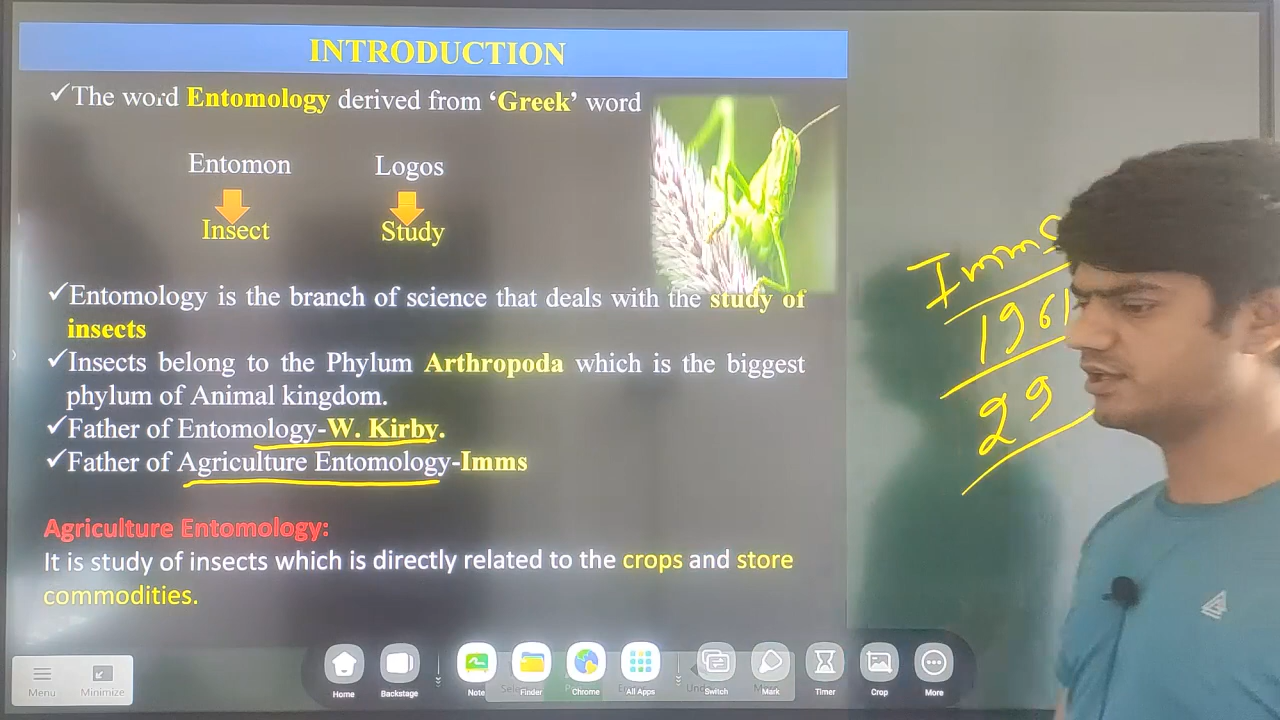 INTRODUCTION
✓The word Entomology derived from ‘Greek’ word
Entomon Logos
Insect Study
✓Entomology is the branch of science that deals with the study of
insects
✓Insects belong to the Phylum Arthropoda which is the biggest
phylum of Animal kingdom.
✓Father of Entomology-W. Kirby.
✓Father of Agriculture Entomology-Imms
Agriculture Entomology:
It is study of insects which is directly related to the crops and store
commodities.
Imms
1961
29
Menu Minimize
Home Backstage Note Finder Chrome All Apps Switch Mark Timer Crop More